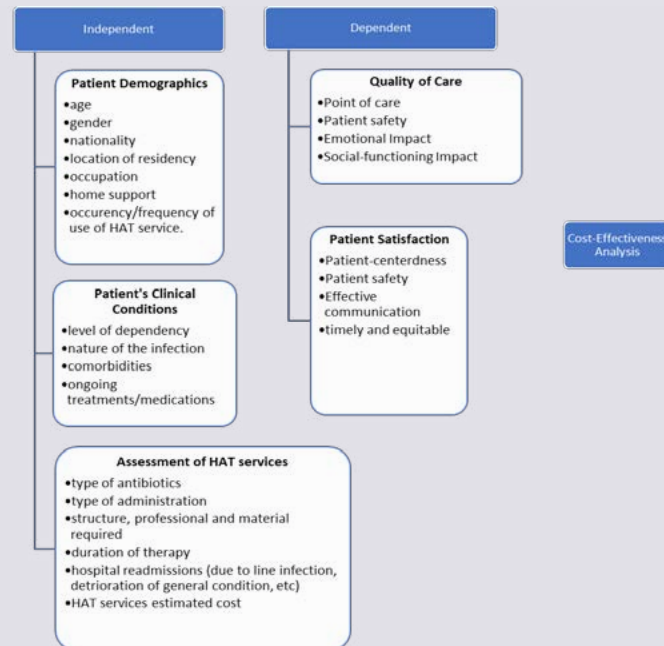 Independent
Patient Demographics
•age
•gender
•nationality
•location of residency
•occupation
•home support
•occurency/frequency of
use of HAT service.
Patient's Clinical
Conditions
•level of dependency
•nature of the infection
•comorbidities
•ongoing
treatments/medications
Assessment of HAT services
•type of antibiotics
•type of administration
•structure, professional and material
required
•duration of therapy
•hospital readmissions (due to line infection,
detrioration of general condition, etc)
•HAT services estimated cost
Dependent
Quality of Care
•Point of care
•Patient safety
•Emotional Impact
•Social-functioning Impact
Patient Satisfaction
•Patient-centerdness
•Patient safety
•Effective
communication
•timely and equitable
Cost-Effectiveness
Analysis